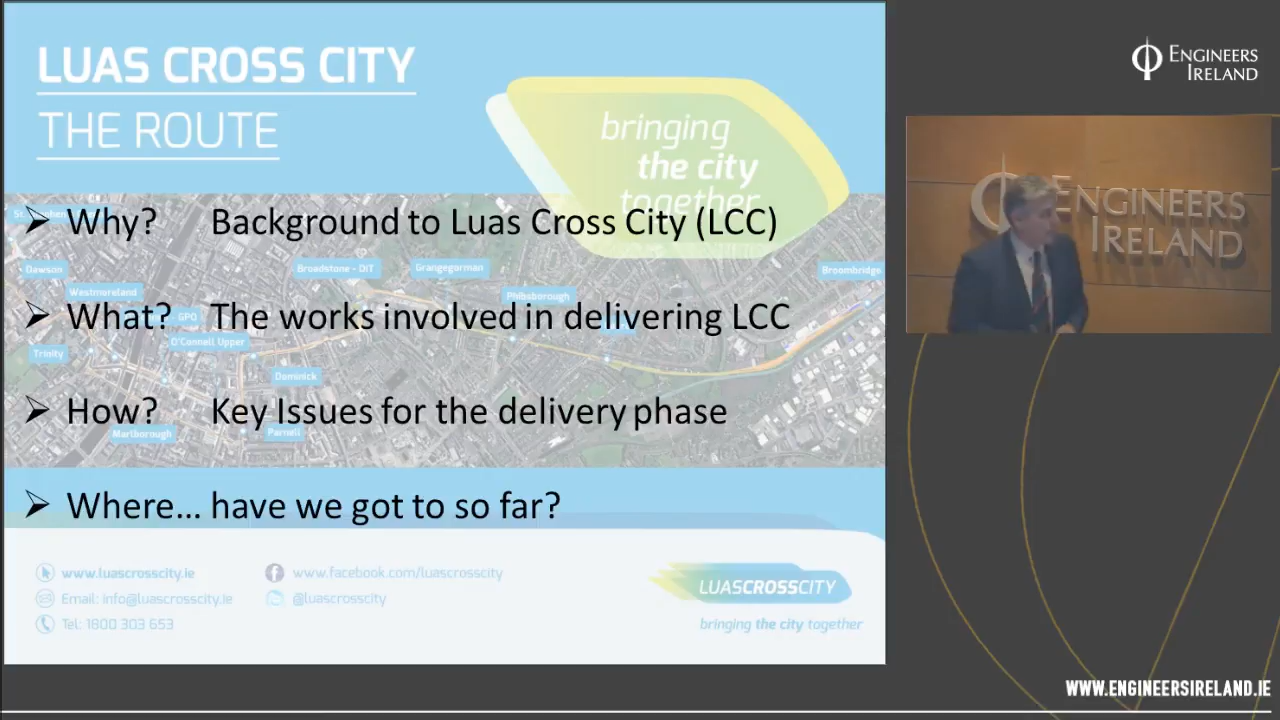 LUAS CROSS CITY
THE ROUTE
bringing
the city
together
Why? Background to Luas Cross City (LCC)
What? The works involved in delivering LCC
How? Key Issues for the delivery phase
Where... have we got to so far?
Dawson
Westmoreland
GPO
O'Connell Upper
Trinity
Dominick
Marlborough
Parnell
Broadstone - DIT
Grangegorman
Phibsborough
Broombridge
www.luascrosscity.ie
Email: info@luascrosscity.ie
Tel: 1800 303 653
www.facebook.com/luascrosscity
@luascrosscity
LUASCROSSCITY
bringing the city together
ENGINEERS
IRELAND
ENGINEERS
IRELAND
WWW.ENGINEERSIRELAND.IE